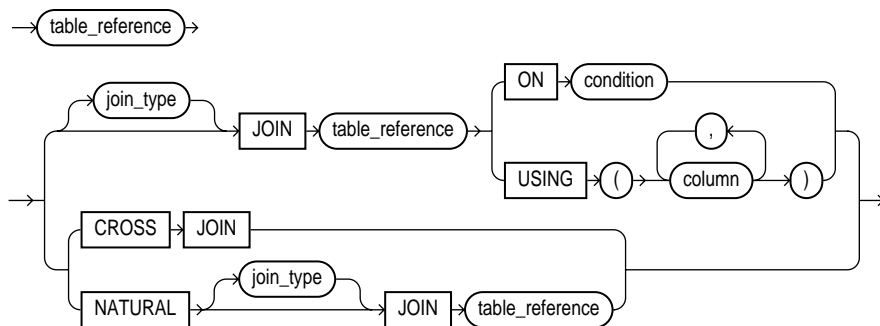 table_reference
join_type
JOIN table_reference
ON condition
USING ( column , )
CROSS JOIN
NATURAL join_type JOIN table_reference